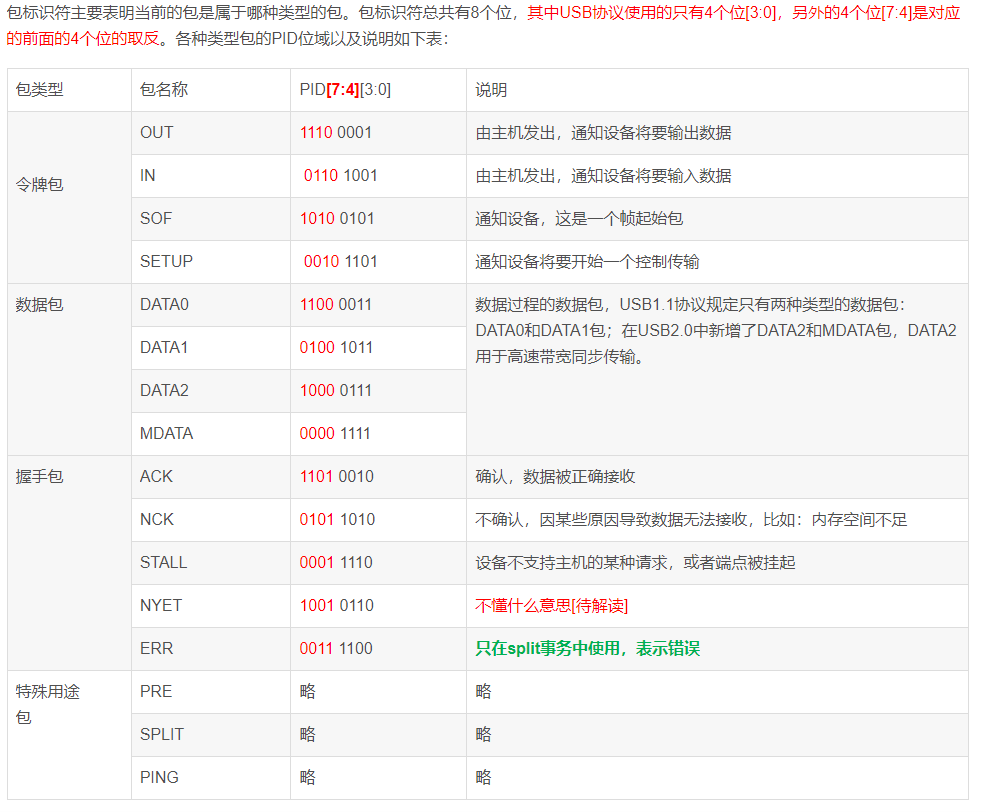 包标识符主要表明当前的包是属于哪种类型的包。包标识符总共有8个位，其中USB协议使用的只有4个位[3:0]，另外的4个位[7:4]是对应
的前面的4个位的取反。各种类型包的PID位域以及说明如下表：
包类型 包名称 PID[7:4][3:0] 说明
令牌包
OUT 1110 0001 由主机发出，通知设备将要输出数据
IN 0110 1001 由主机发出，通知设备将要输入数据
SOF 1010 0101 通知设备，这是一个帧起始包
SETUP 0010 1101 通知设备将要开始一个控制传输
数据包 DATA0 1100 0011 数据过程的数据包，USB1.1协议规定只有两种类型的数据包：
DATA0和DATA1包；在USB2.0中新增了DATA2和MDATA包，DATA2
用于高速带宽同步传输。
DATA1 0100 1011
DATA2 1000 0111
MDATA 0000 1111
握手包 ACK 1101 0010 确认，数据被正确接收
NCK 0101 1010 不确认，因某些原因导致数据无法接收，比如：内存空间不足
STALL 0001 1110 设备不支持主机的某种请求，或者端点被挂起
NYET 1001 0110 不懂什么意思[待解读]
ERR 0011 1100 只在split事务中使用，表示错误
特殊用途
包
PRE 略 略
SPLIT 略 略
PING 略 略